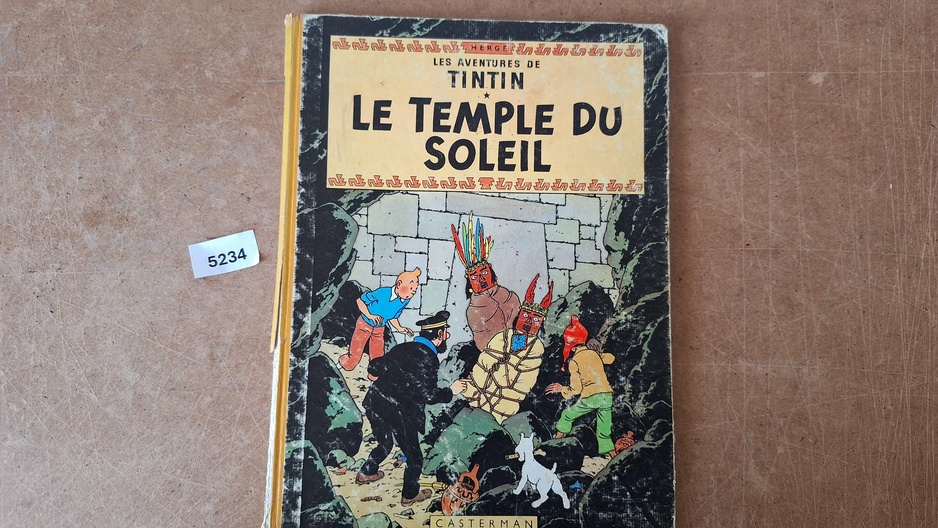 HERGÉ
LES AVENTURES DE
TINTIN
★
LE TEMPLE DU
SOLEIL
5234
CASTERMAN